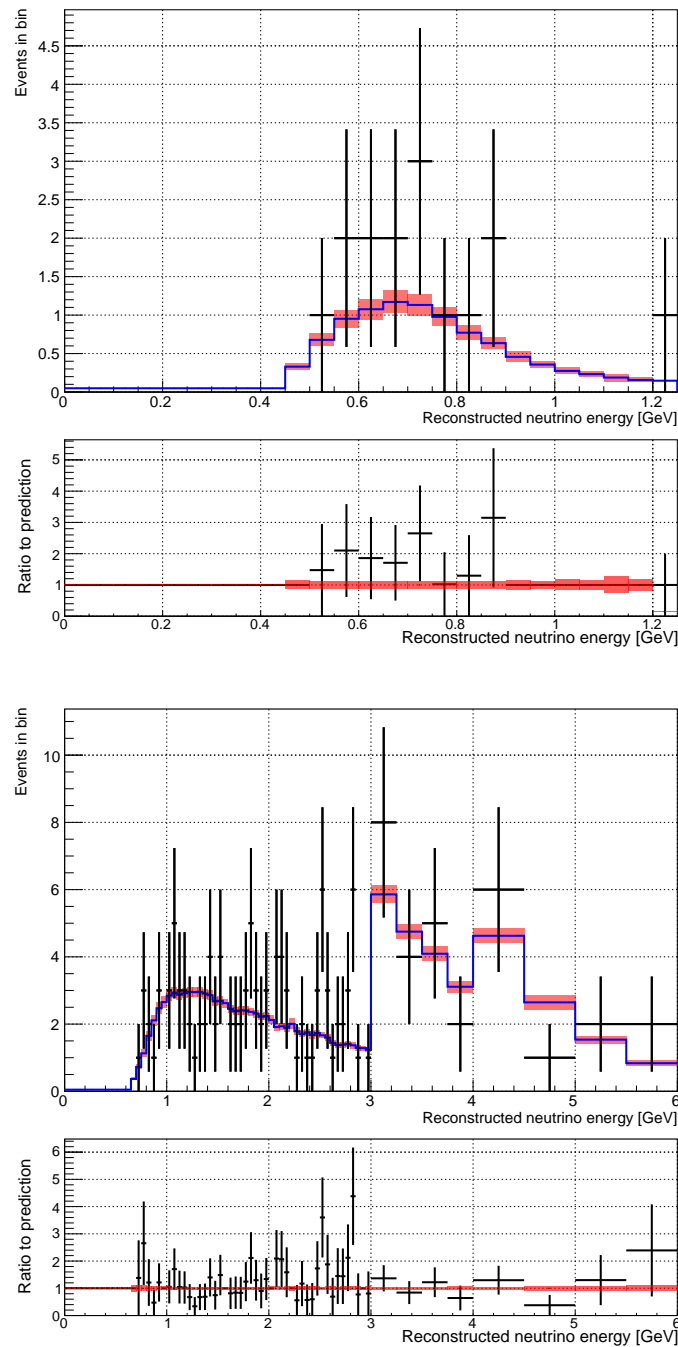 Events in bin
4.5
4
3.5
3
2.5
2
1.5
1
0.5
0
0 0.2 0.4 0.6 0.8 1 1.2
Reconstructed neutrino energy [GeV]
Ratio to prediction
5
4
3
2
1
0
0 0.2 0.4 0.6 0.8 1 1.2
Reconstructed neutrino energy [GeV]
Events in bin
10
8
6
4
2
0
0 1 2 3 4 5 6
Reconstructed neutrino energy [GeV]
Ratio to prediction
6
5
4
3
2
1
0
0 1 2 3 4 5 6
Reconstructed neutrino energy [GeV]